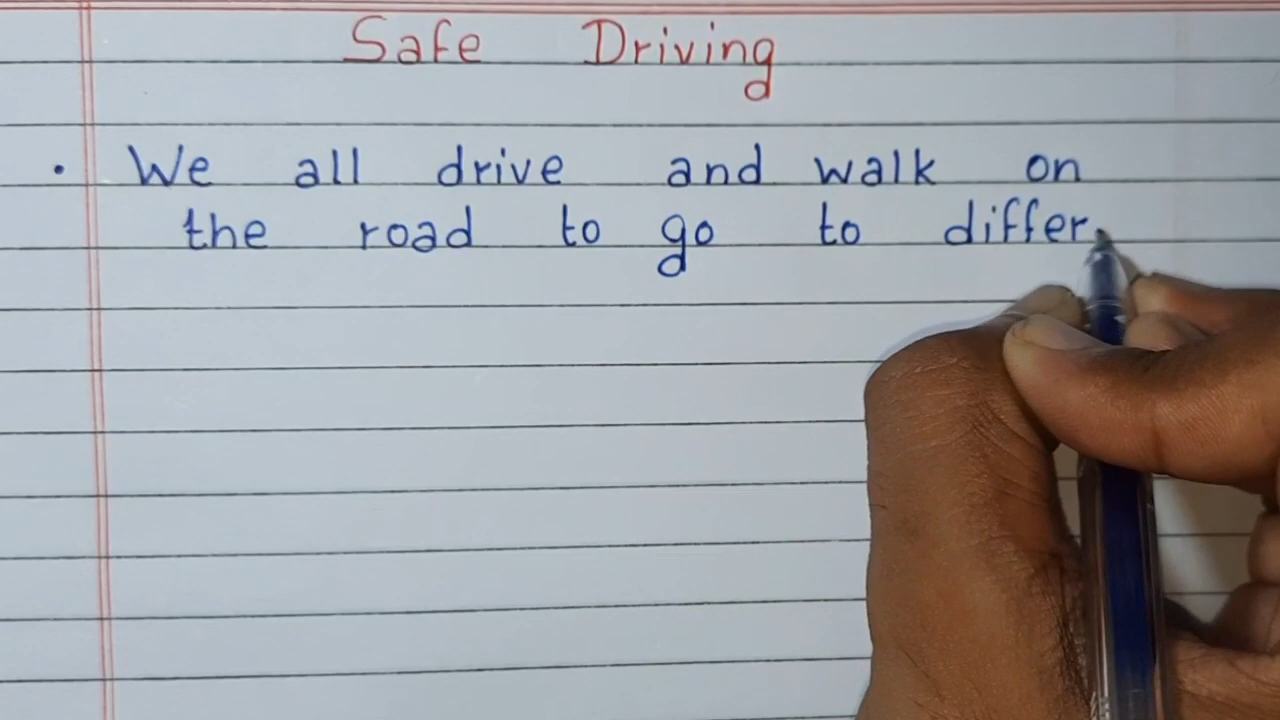 Safe Driving
• We all drive and walk on
the road to go to differ